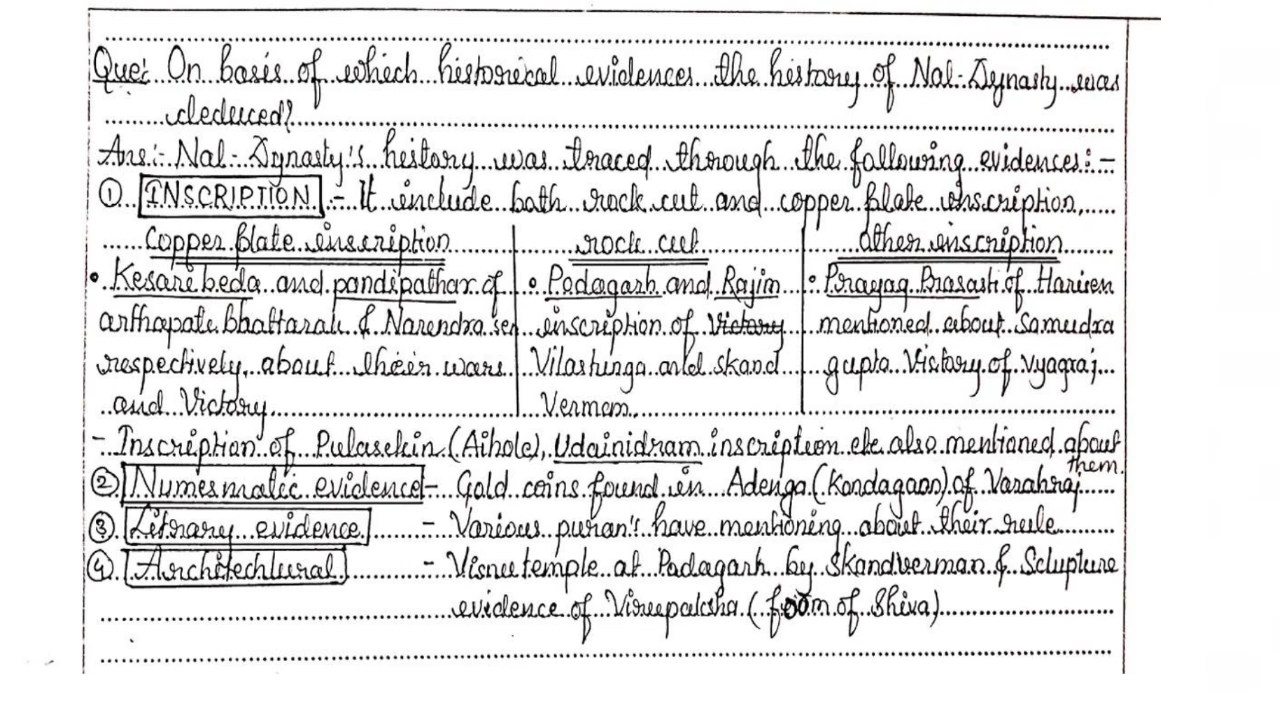 Que: On basis of which historical evidences the history of Nal-Dynasty was
deduced?
Ans:- Nal-Dynasty's history was traced thorough the following evidences:-
① INSCRIPTION :- It include both rock cut and copper plate inscription.
Copper plate inscription rock cut other inscription
• Kesaribeda and pandipathar of • Podagarh and Rajim • Prayag Prasasti of Harisen
arthapate Bhattarak & Narendra sen inscription of Victory mentioned about Samudra
respectively, about their wars Vilashtunga and skand gupta Victory of Vyagraj.
and Victory. Vermam.
- Inscription of Pulasekin (Aihole), Udainidram inscription etc also mentioned about them.
② Numesmatic evidence - Gold coins found in Adenga (Kondagaon) of Varahraj
③ Litrary evidence - Various puran's have mentioning about their rule
④ Architechtural - Visnu temple at Podagarh by Skandverman & Sclupture
evidence of Virupaksha (foom of Shiva)